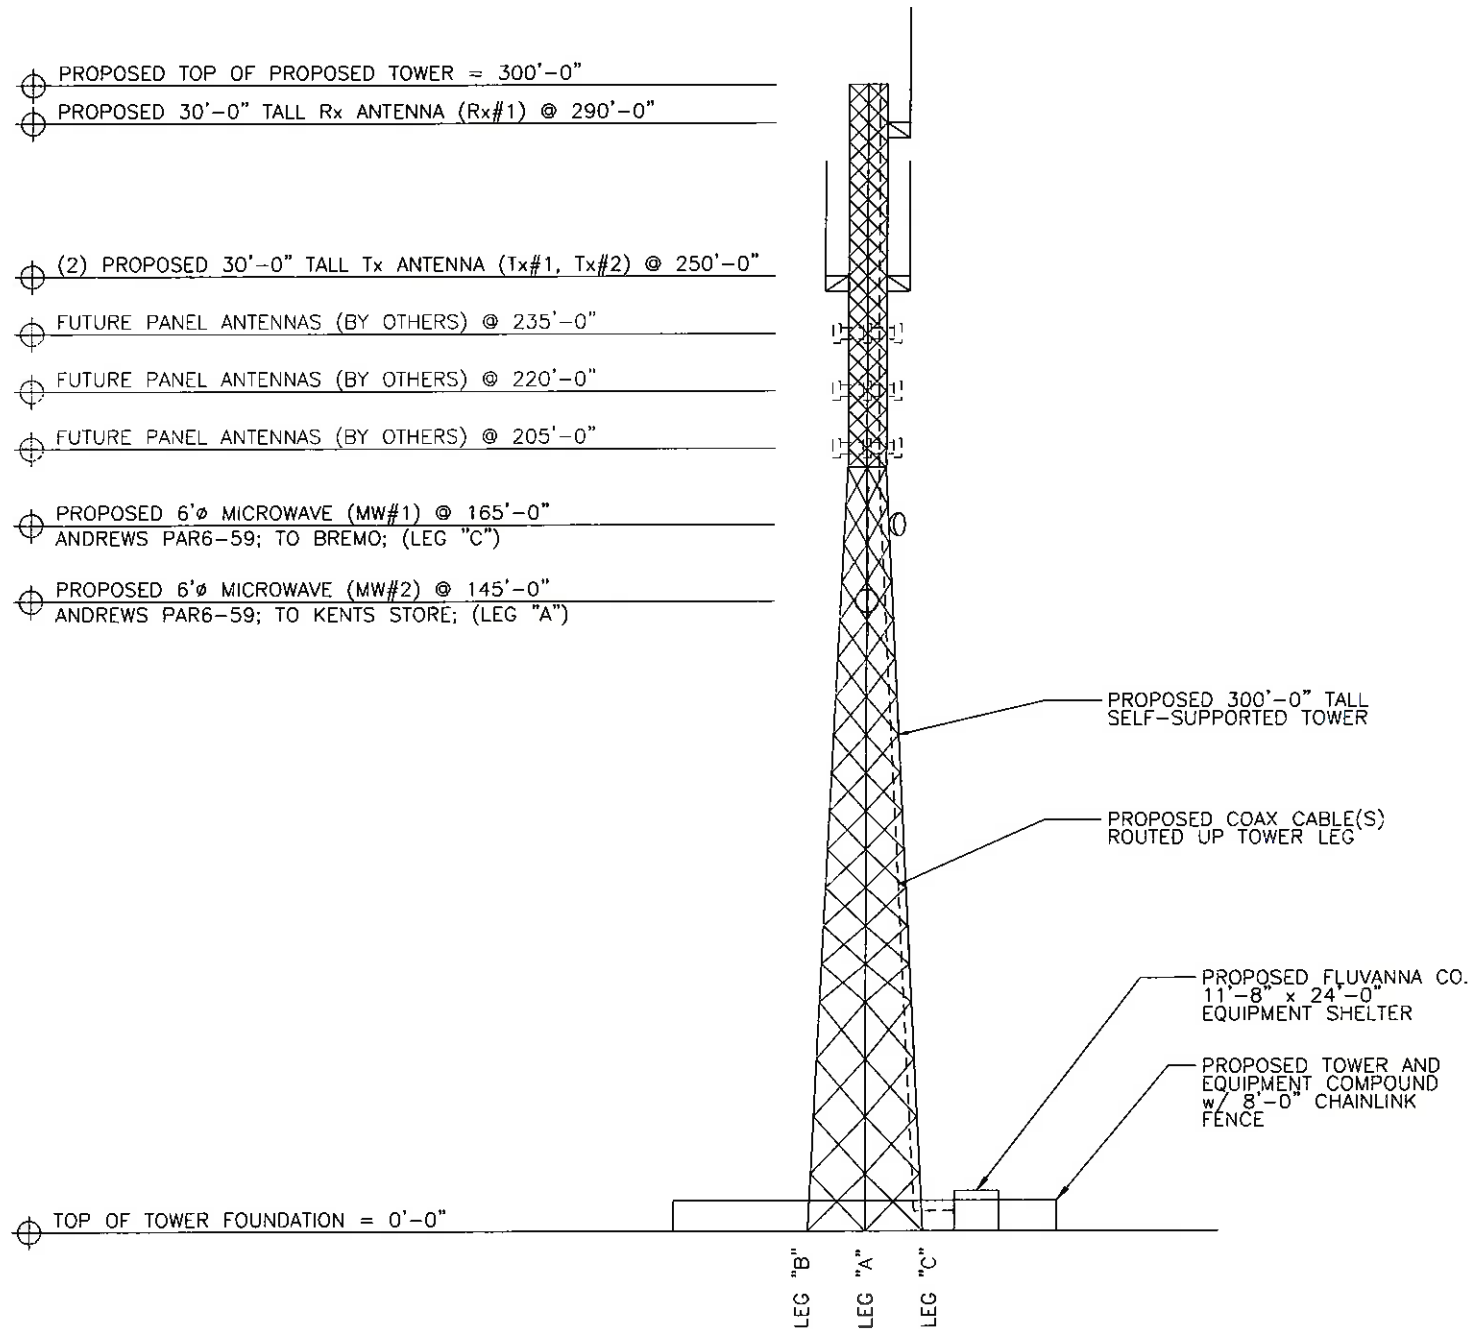 PROPOSED TOP OF PROPOSED TOWER = 300'-0"
PROPOSED 30'-0" TALL Rx ANTENNA (Rx#1) @ 290'-0"
(2) PROPOSED 30'-0" TALL Tx ANTENNA (Tx#1, Tx#2) @ 250'-0"
FUTURE PANEL ANTENNAS (BY OTHERS) @ 235'-0"
FUTURE PANEL ANTENNAS (BY OTHERS) @ 220'-0"
FUTURE PANEL ANTENNAS (BY OTHERS) @ 205'-0"
PROPOSED 6'ø MICROWAVE (MW#1) @ 165'-0"
ANDREWS PAR6-59; TO BREMO; (LEG "C")
PROPOSED 6'ø MICROWAVE (MW#2) @ 145'-0"
ANDREWS PAR6-59; TO KENTS STORE; (LEG "A")
PROPOSED 300'-0" TALL
SELF-SUPPORTED TOWER
PROPOSED COAX CABLE(S)
ROUTED UP TOWER LEG
PROPOSED FLUVANNA CO.
11'-8" x 24'-0"
EQUIPMENT SHELTER
PROPOSED TOWER AND
EQUIPMENT COMPOUND
w/ 8'-0" CHAINLINK
FENCE
TOP OF TOWER FOUNDATION = 0'-0"
LEG "B"
LEG "A"
LEG "C"